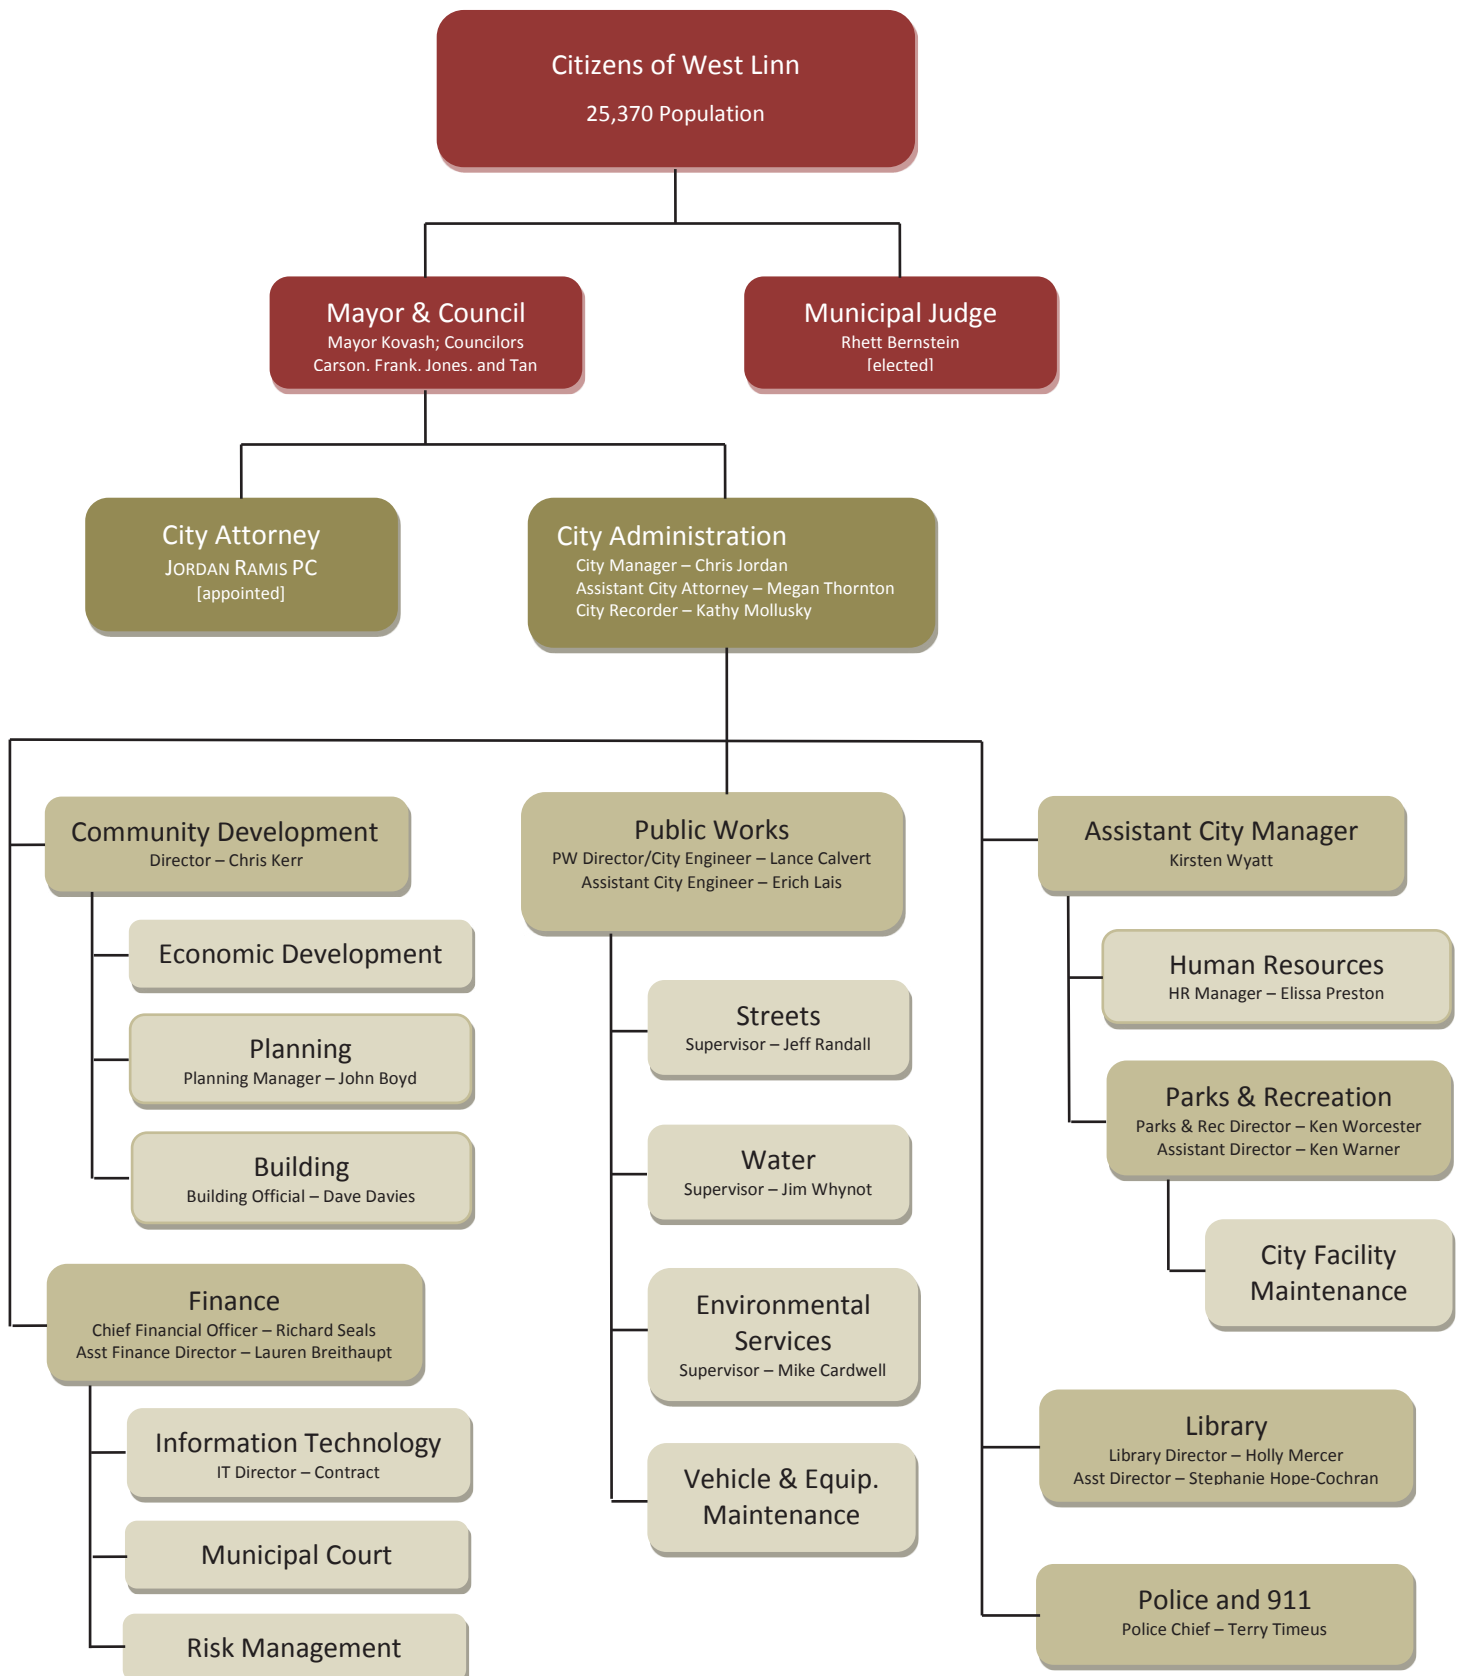 Citizens of West Linn
25,370 Population
Mayor & Council
Mayor Kovash; Councilors
Carson, Frank, Jones, and Tan
Municipal Judge
Rhett Bernstein
[elected]
City Attorney
JORDAN RAMIS PC
[appointed]
City Administration
City Manager – Chris Jordan
Assistant City Attorney – Megan Thornton
City Recorder – Kathy Mollusky
Community Development
Director – Chris Kerr
Economic Development
Planning
Planning Manager – John Boyd
Building
Building Official – Dave Davies
Finance
Chief Financial Officer – Richard Seals
Asst Finance Director – Lauren Breithaupt
Information Technology
IT Director – Contract
Municipal Court
Risk Management
Public Works
PW Director/City Engineer – Lance Calvert
Assistant City Engineer – Erich Lais
Streets
Supervisor – Jeff Randall
Water
Supervisor – Jim Whynot
Environmental
Services
Supervisor – Mike Cardwell
Vehicle & Equip.
Maintenance
Assistant City Manager
Kirsten Wyatt
Human Resources
HR Manager – Elissa Preston
Parks & Recreation
Parks & Rec Director – Ken Worcester
Assistant Director – Ken Warner
City Facility
Maintenance
Library
Library Director – Holly Mercer
Asst Director – Stephanie Hope-Cochran
Police and 911
Police Chief – Terry Timeus